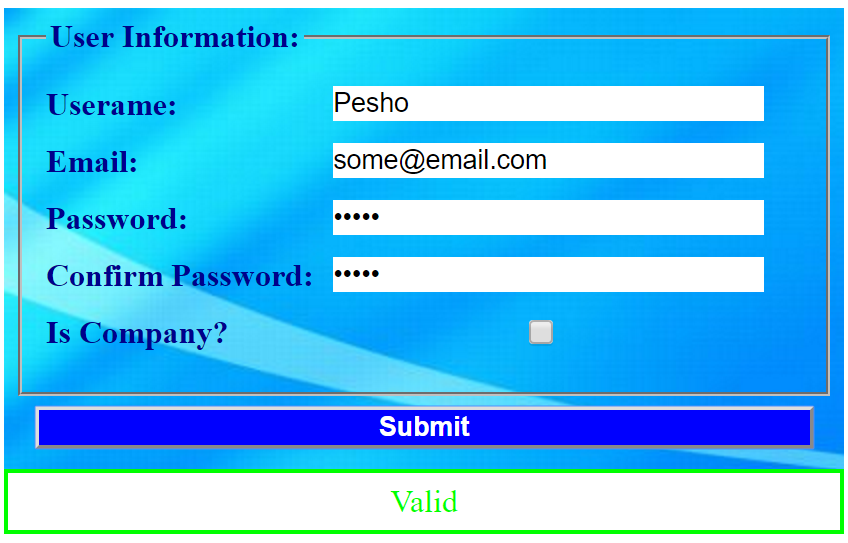 User Information:
Userame: Pesho
Email: some@email.com
Password: •••••
Confirm Password: •••••
Is Company?
Submit
Valid